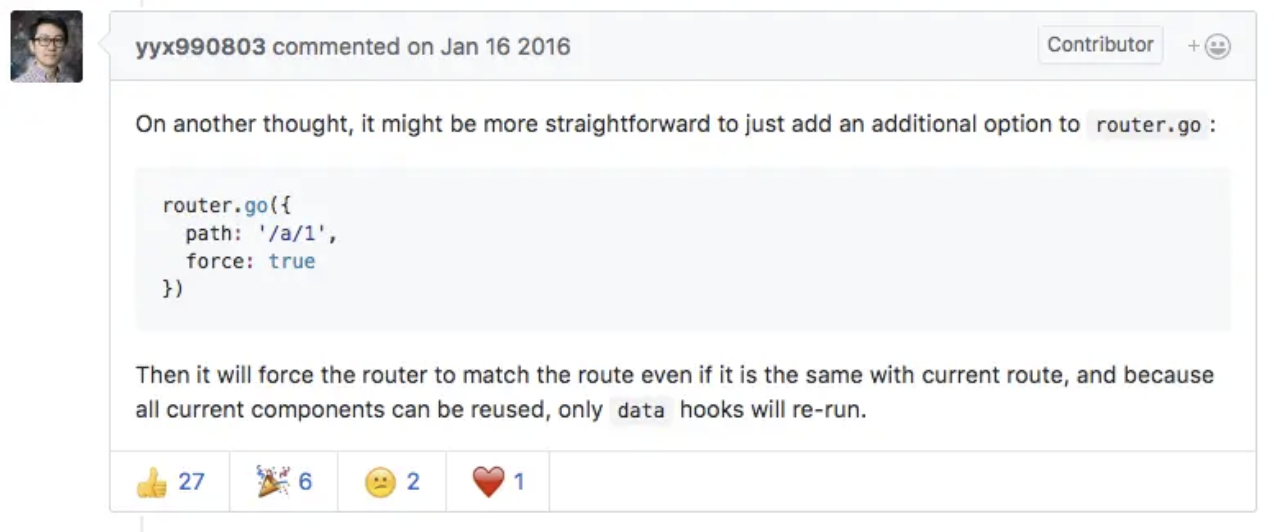 yyx990803 commented on Jan 16 2016
Contributor
+
On another thought, it might be more straightforward to just add an additional option to router.go :
router.go({
  path: '/a/1',
  force: true
})
Then it will force the router to match the route even if it is the same with current route, and because
all current components can be reused, only data hooks will re-run.
27 6 2 1